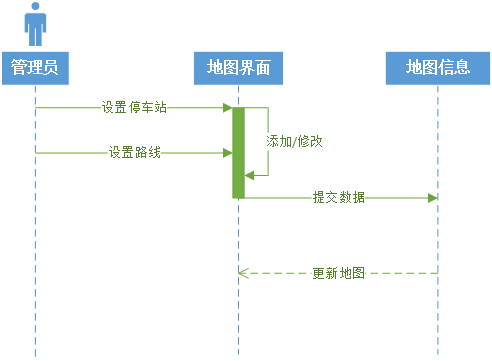 管理员
地图界面
地图信息
设置停车站
添加/修改
设置路线
提交数据
更新地图